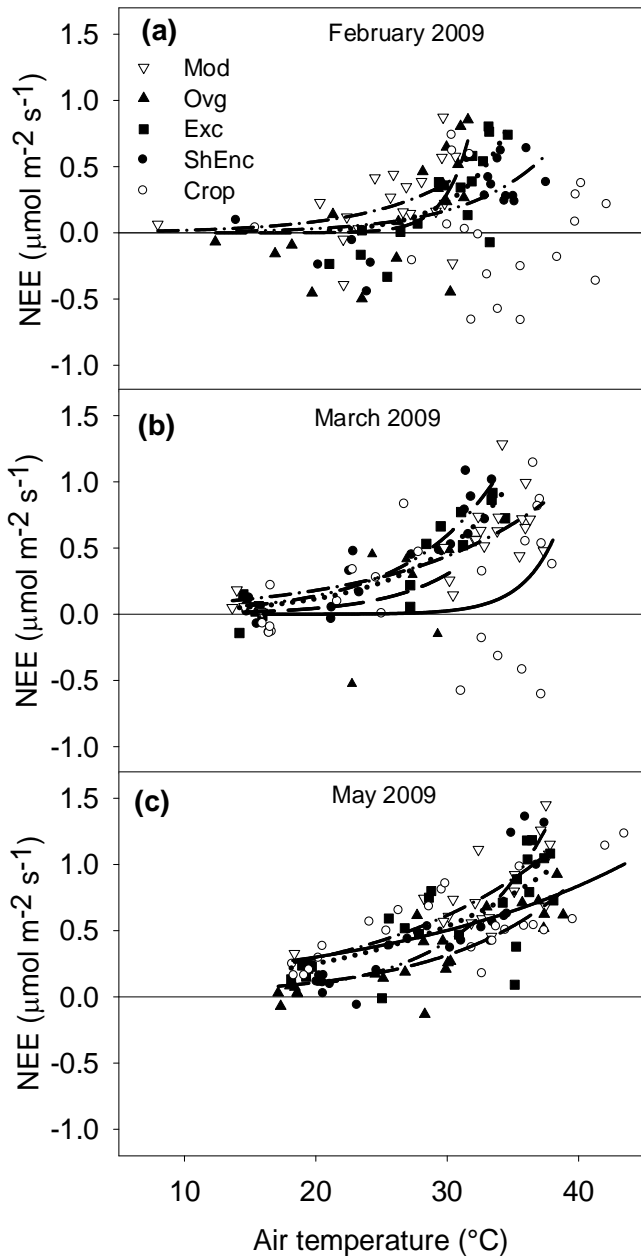 (a) February 2009
Mod
Ovg
Exc
ShEnc
Crop
NEE (μmol m-2 s-1)
1.5
1.0
0.5
0.0
-0.5
-1.0
(b) March 2009
NEE (μmol m-2 s-1)
1.5
1.0
0.5
0.0
-0.5
-1.0
(c) May 2009
NEE (μmol m-2 s-1)
1.5
1.0
0.5
0.0
-0.5
-1.0
10 20 30 40
Air temperature (°C)